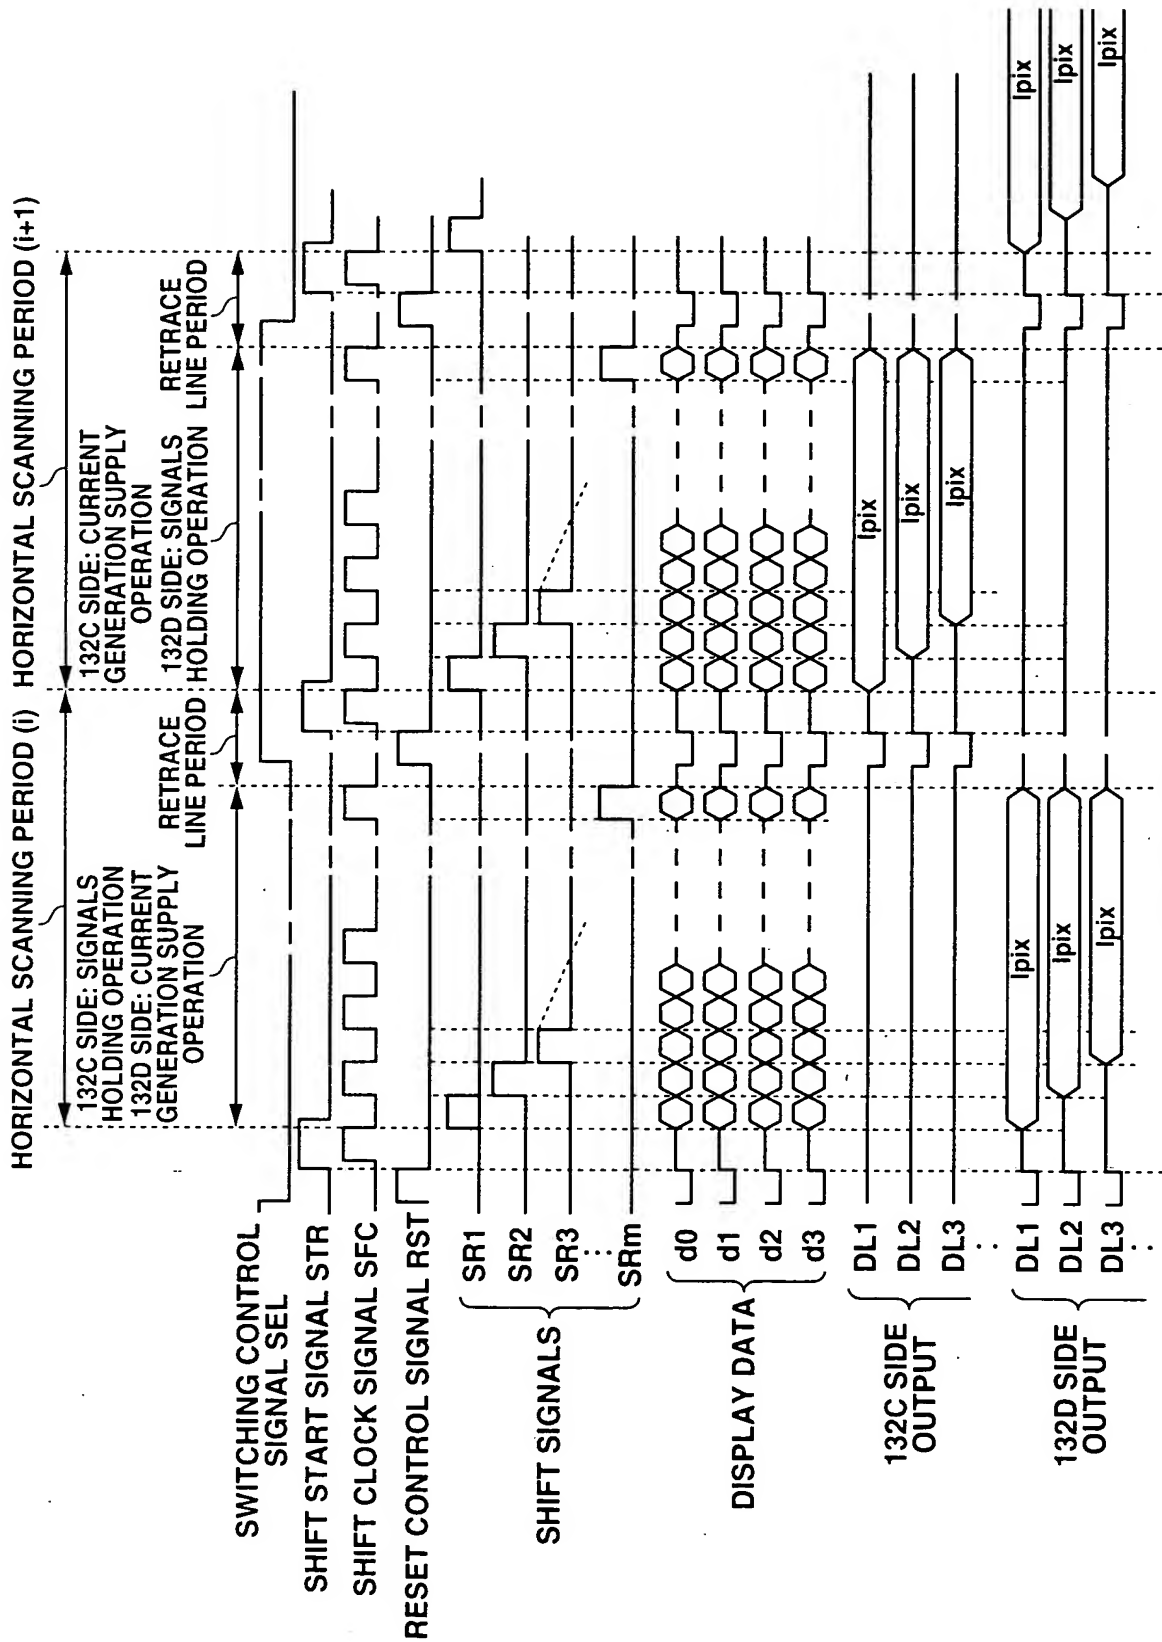 HORIZONTAL SCANNING PERIOD (i) HORIZONTAL SCANNING PERIOD (i+1)
132C SIDE: SIGNALS
HOLDING OPERATION
132D SIDE: CURRENT
GENERATION SUPPLY
OPERATION
RETRACE
LINE PERIOD
132C SIDE: CURRENT
GENERATION SUPPLY
OPERATION
132D SIDE: SIGNALS
HOLDING OPERATION
RETRACE
LINE PERIOD
SWITCHING CONTROL
SIGNAL SEL
SHIFT START SIGNAL STR
SHIFT CLOCK SIGNAL SFC
RESET CONTROL SIGNAL RST
SHIFT SIGNALS
SR1
SR2
SR3
SRm
DISPLAY DATA
d0
d1
d2
d3
132C SIDE
OUTPUT
DL1
Ipix
DL2
Ipix
DL3
Ipix
132D SIDE
OUTPUT
DL1
Ipix
Ipix
DL2
Ipix
Ipix
DL3
Ipix
Ipix